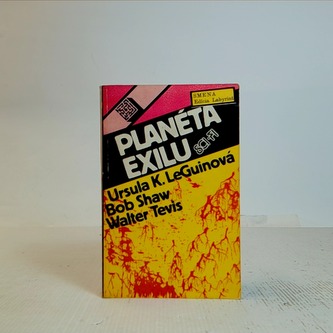 SMENA
Edícia Labyrint
PLANÉTA
EXILU
SCI-FI
Ursula K. LeGuinová
Bob Shaw
Walter Tevis